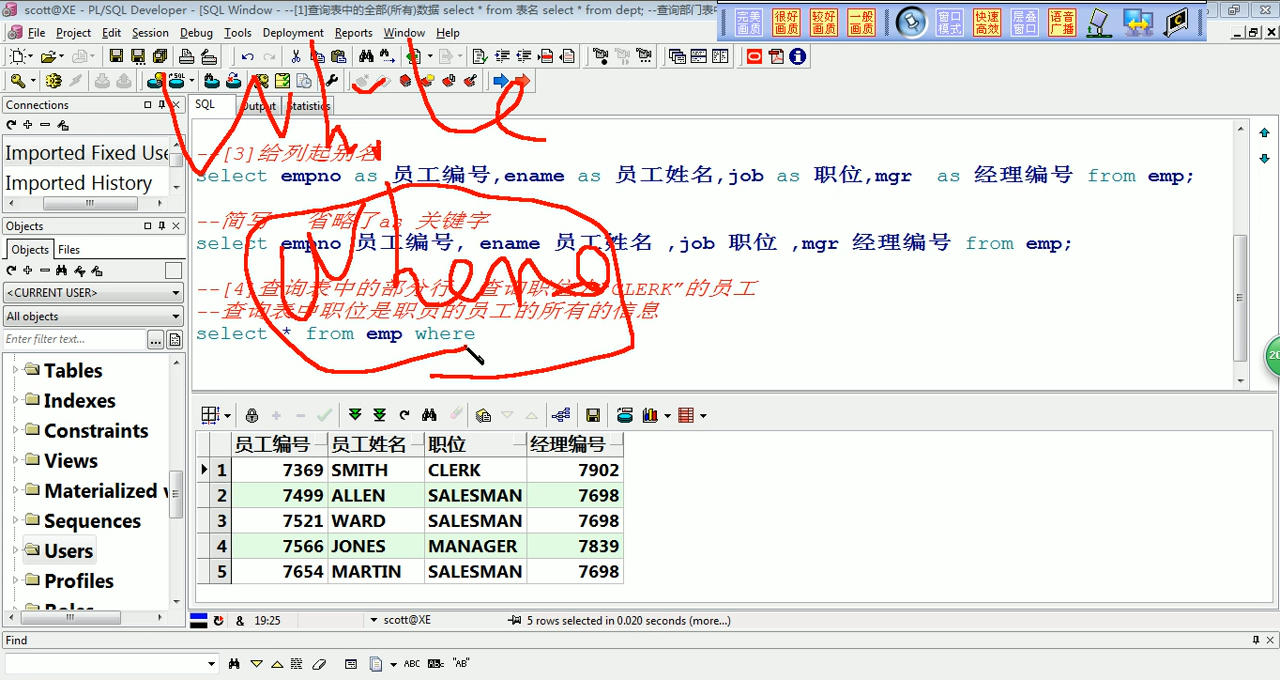 scott@XE - PL/SQL Developer - [SQL Window - --[1]查询表中的全部(所有)数据 select * from 表名 select * from dept; --查询部门表中
完美画质 很好画质 较好画质 一般画质 窗口模式 快速高效 层叠窗口 语音广播
File Project Edit Session Debug Tools Deployment Reports Window Help
Connections
SQL Output Statistics
Imported Fixed Use
Imported History
Objects
Objects Files
<CURRENT USER>
All objects
Enter filter text...
Tables
Indexes
Constraints
Views
Materialized v
Sequences
Users
Profiles
Roles
--[3]给列起别名
select empno as 员工编号,ename as 员工姓名,job as 职位,mgr as 经理编号 from emp;
--简写 省略了as 关键字
select empno 员工编号, ename 员工姓名 ,job 职位 ,mgr 经理编号 from emp;
--[4]查询表中的部分行 查询职位为"CLERK"的员工
--查询表中职位是职员的员工的所有的信息
select * from emp where
员工编号 员工姓名 职位 经理编号
1 7369 SMITH CLERK 7902
2 7499 ALLEN SALESMAN 7698
3 7521 WARD SALESMAN 7698
4 7566 JONES MANAGER 7839
5 7654 MARTIN SALESMAN 7698
& 19:25 scott@XE 5 rows selected in 0.020 seconds (more...)
Find
ABC "AB"
20